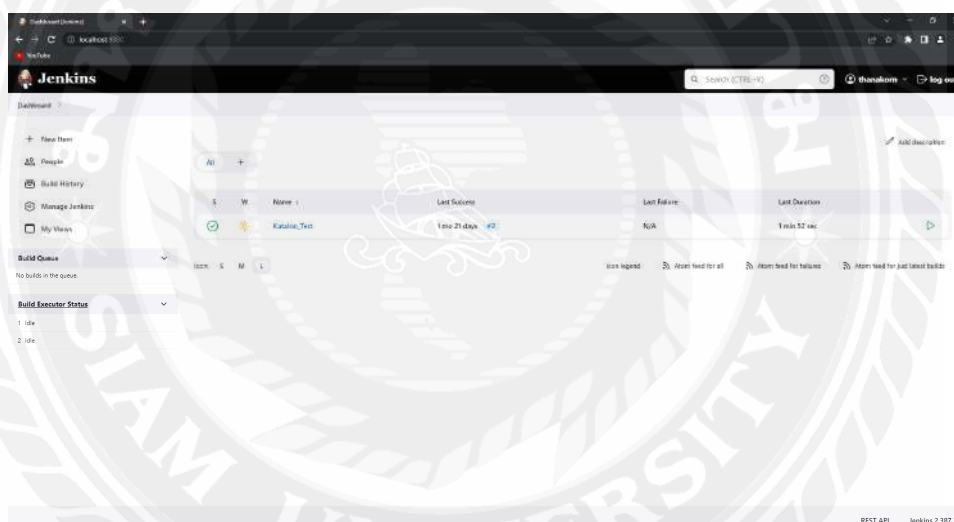 Dashboard [Jenkins]
localhost:
YouTube
Jenkins
Search (CTRL+K)
thanakorn
log out
Dashboard
New Item
People
Build History
Manage Jenkins
My Views
Add description
All +
S W Name ↓ Last Success Last Failure Last Duration
Katalon_Test 1 mo 21 days #2 N/A 1 min 52 sec
Icon: S M L
Icon legend Atom feed for all Atom feed for failures Atom feed for just latest builds
Build Queue
No builds in the queue.
Build Executor Status
1 Idle
2 Idle
SIAM UNIVERSITY
REST API Jenkins 2.387